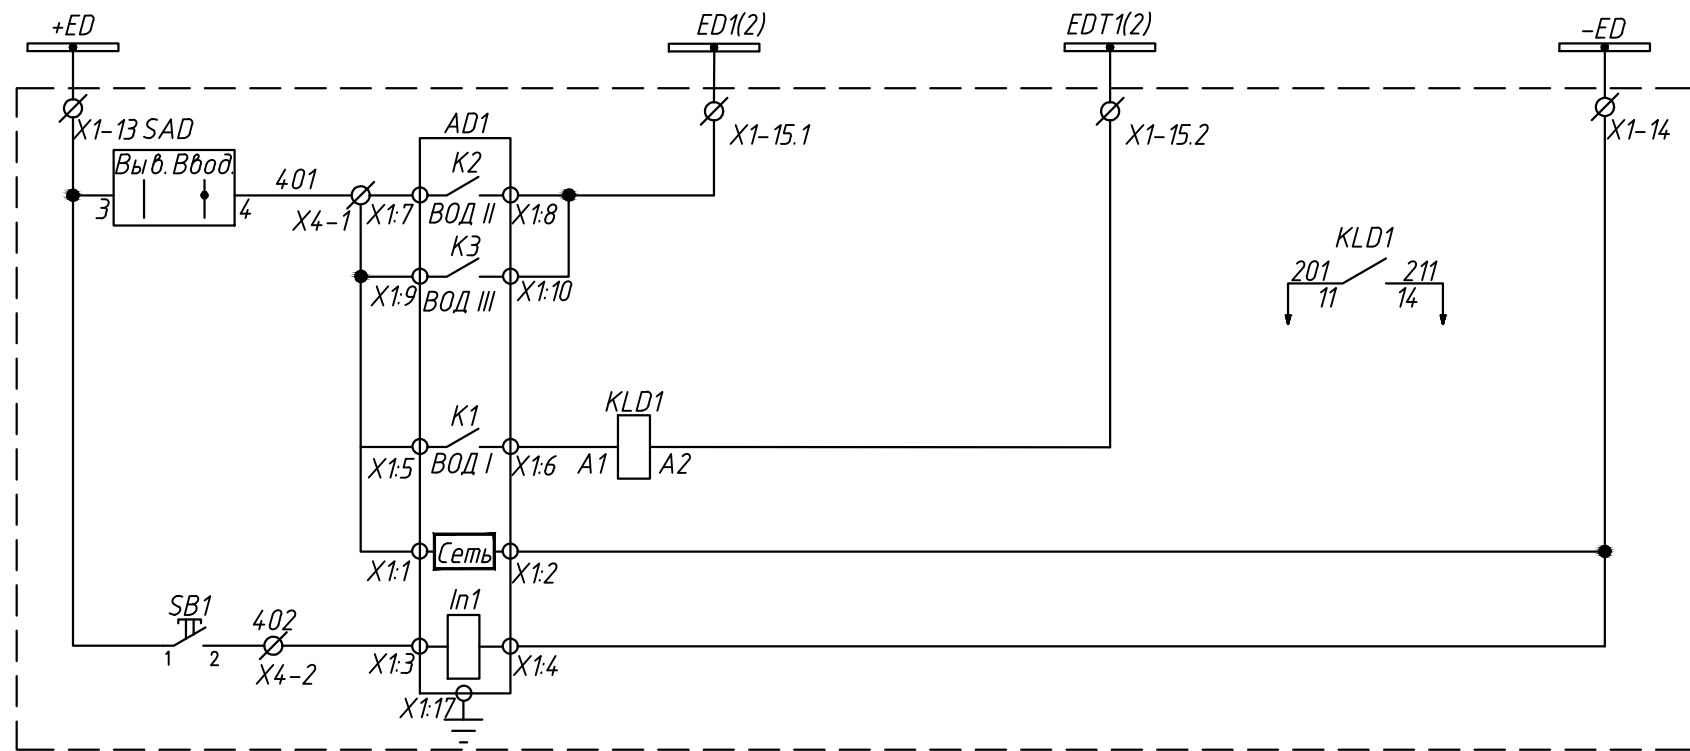 +ED
ED1(2)
EDT1(2)
-ED
X1-13 SAD
AD1
X1-15.1
X1-15.2
X1-14
Выв. Ввод.
K2
3
4
401
X4-1
X1:7
ВОД II
X1:8
K3
X1:9
ВОД III
X1:10
KLD1
201
211
11
14
KLD1
K1
X1:5
ВОД I
X1:6
A1
A2
Сеть
X1:1
X1:2
SB1
402
In1
1
2
X4-2
X1:3
X1:4
X1:17